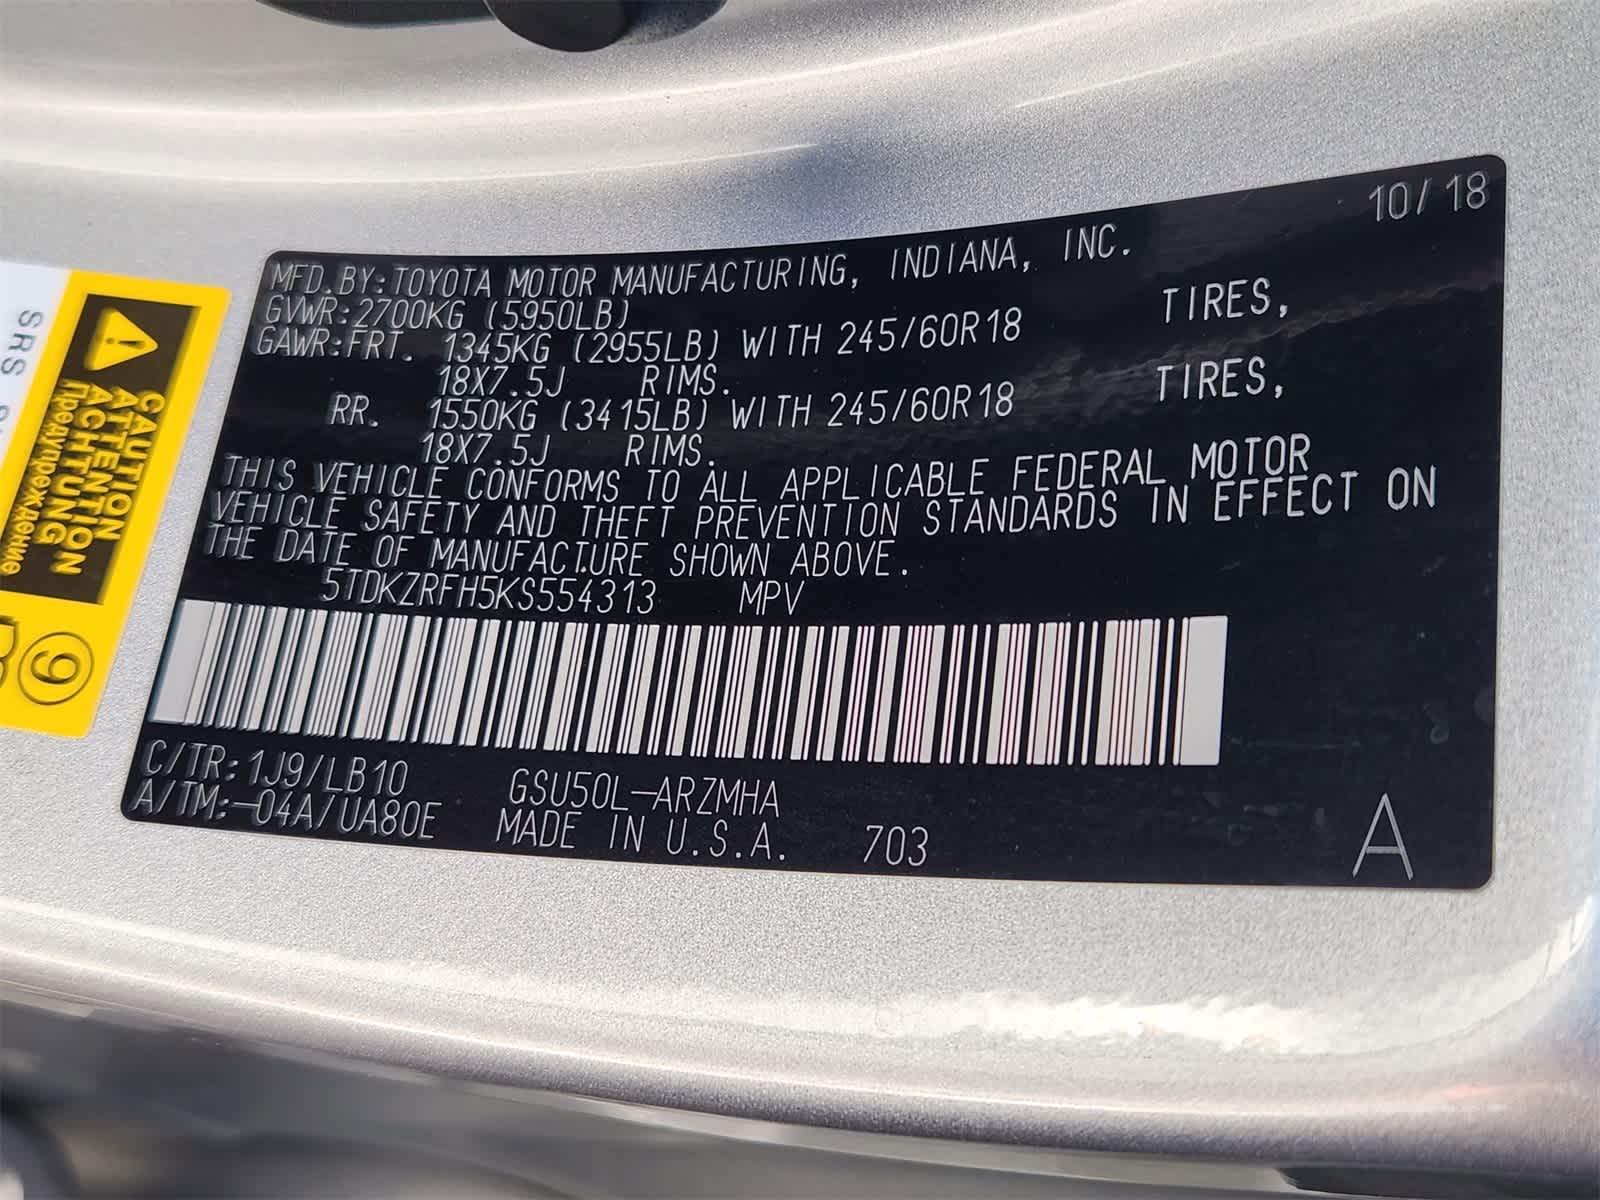 10/18
MFD.BY:TOYOTA MOTOR MANUFACTURING, INDIANA, INC.
GVWR:2700KG (5950LB)
GAWR:FRT. 1345KG (2955LB) WITH 245/60R18 TIRES,
18X7.5J RIMS.
RR. 1550KG (3415LB) WITH 245/60R18 TIRES,
18X7.5J RIMS.
THIS VEHICLE CONFORMS TO ALL APPLICABLE FEDERAL MOTOR
VEHICLE SAFETY AND THEFT PREVENTION STANDARDS IN EFFECT ON
THE DATE OF MANUFACTURE SHOWN ABOVE.
5TDKZRFH5KS554313 MPV
C/TR:1J9/LB10 GSU50L-ARZMHA
A/TM:-04A/UA80E MADE IN U.S.A. 703 A
SRS
CAUTION
ATTENTION
ACHTUNG
Предупреждение
9